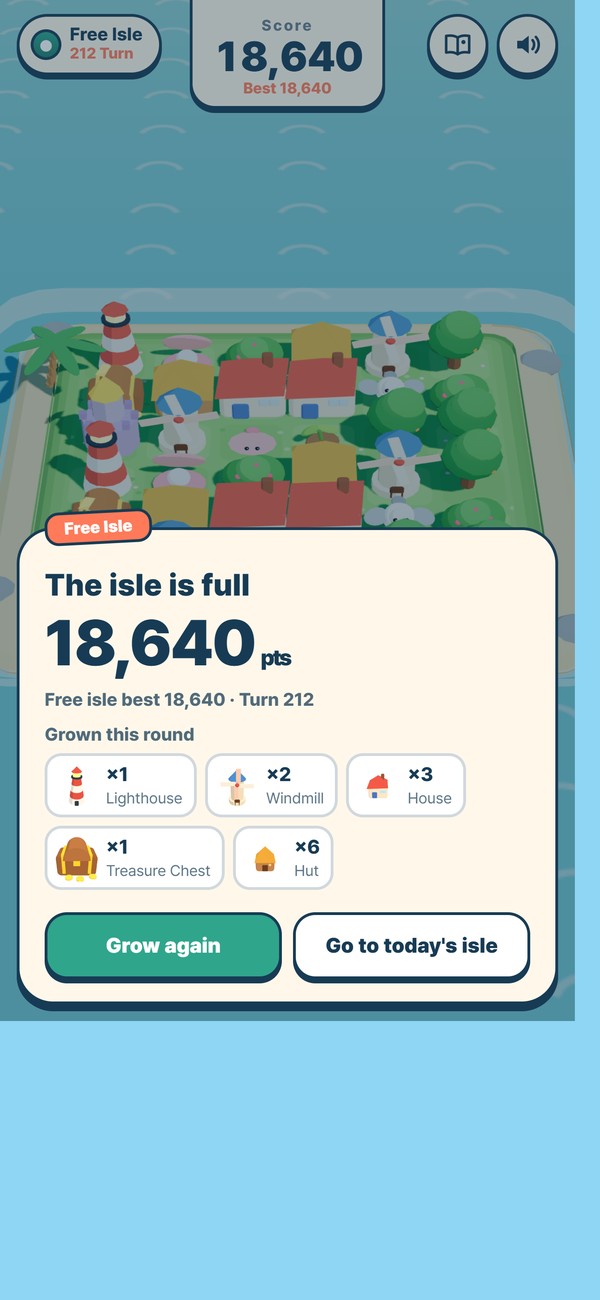 Free Isle
212 Turn
Score
18,640
Best 18,640
Free Isle
The isle is full
18,640 pts
Free isle best 18,640 · Turn 212
Grown this round
×1
Lighthouse
×2
Windmill
×3
House
×1
Treasure Chest
×6
Hut
Grow again
Go to today's isle